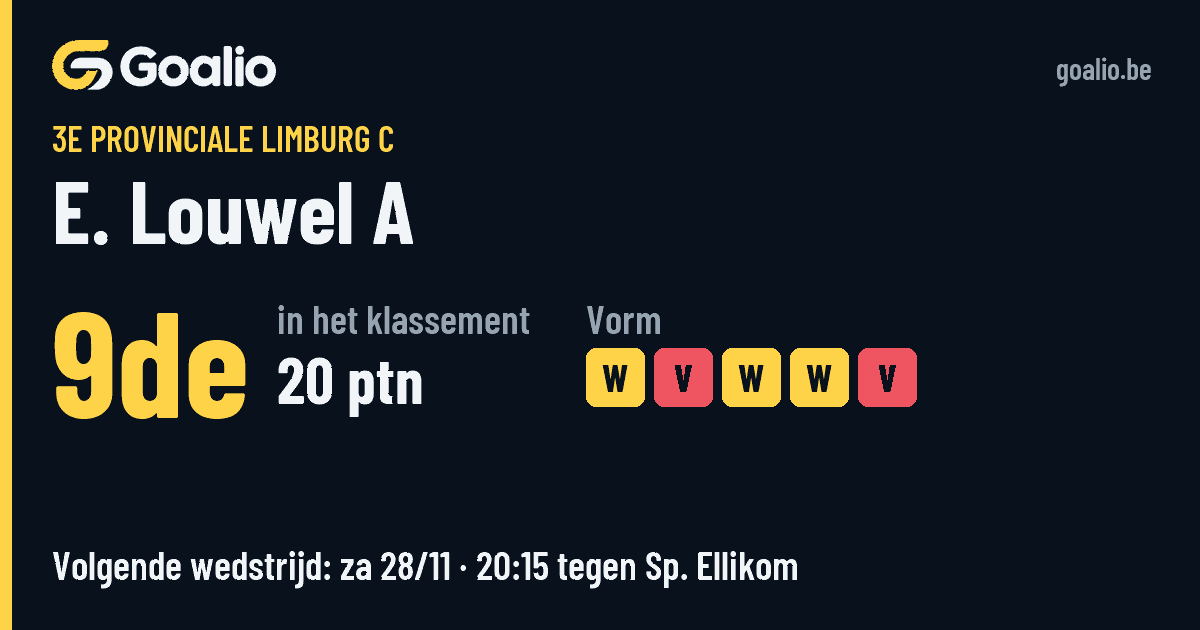 Goalio
goalio.be
3E PROVINCIALE LIMBURG C
E. Louwel A
9de
in het klassement
20 ptn
Vorm
W V W W V
Volgende wedstrijd: za 28/11 · 20:15 tegen Sp. Ellikom